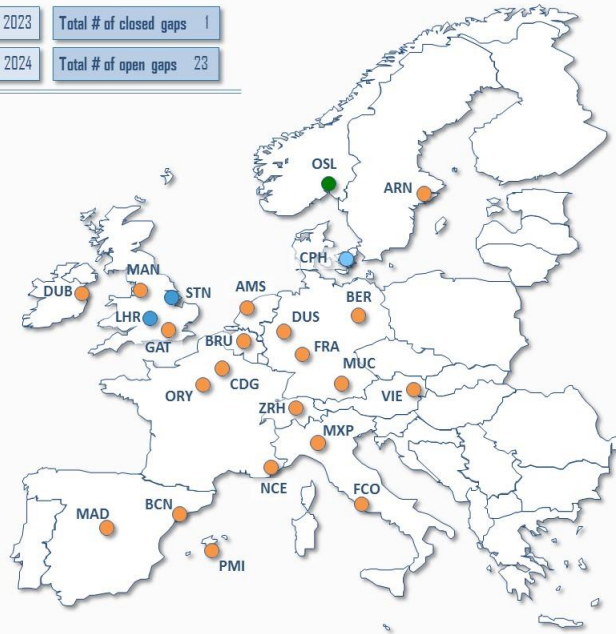 2023 Total # of closed gaps 1
2024 Total # of open gaps 23
OSL
ARN
CPH
MAN
DUB
STN
AMS
BER
LHR
DUS
GAT
BRU
FRA
MUC
CDG
ORY
VIE
ZRH
MXP
NCE
FCO
BCN
MAD
PMI